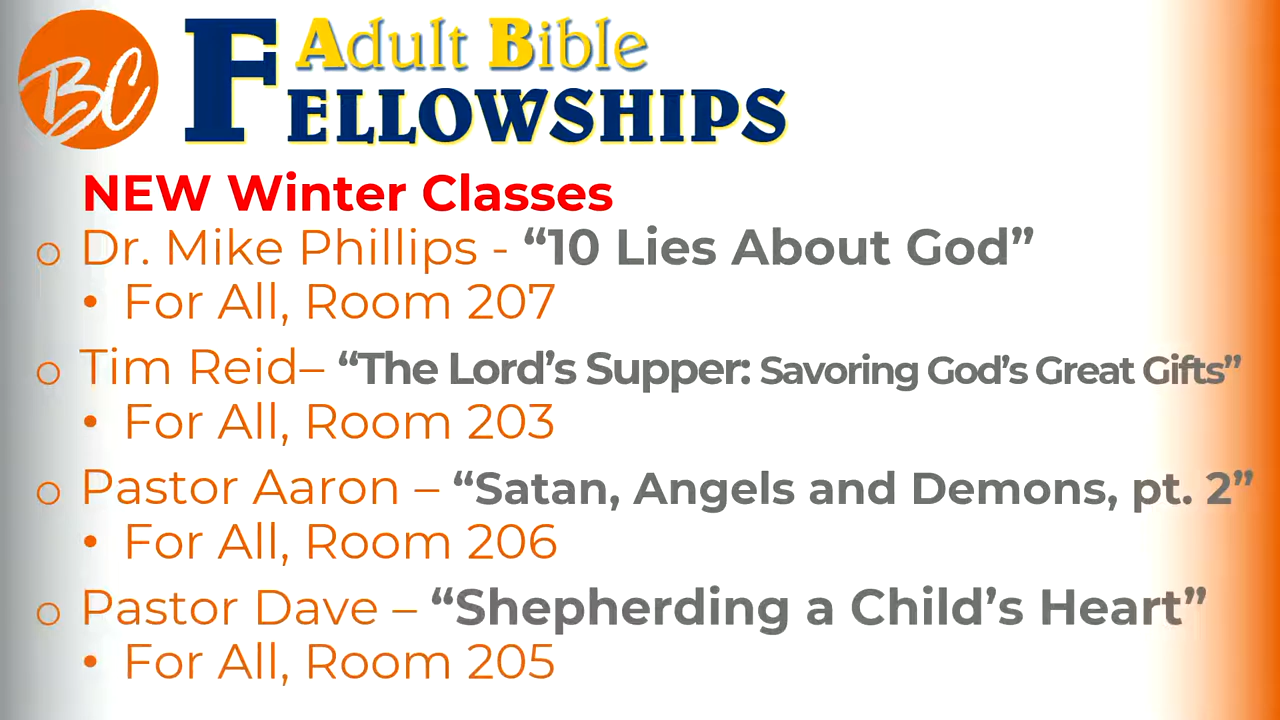 BC
Adult Bible
FELLOWSHIPS
NEW Winter Classes
o Dr. Mike Phillips - “10 Lies About God”
• For All, Room 207
o Tim Reid– “The Lord’s Supper: Savoring God’s Great Gifts”
• For All, Room 203
o Pastor Aaron – “Satan, Angels and Demons, pt. 2”
• For All, Room 206
o Pastor Dave – “Shepherding a Child’s Heart”
• For All, Room 205